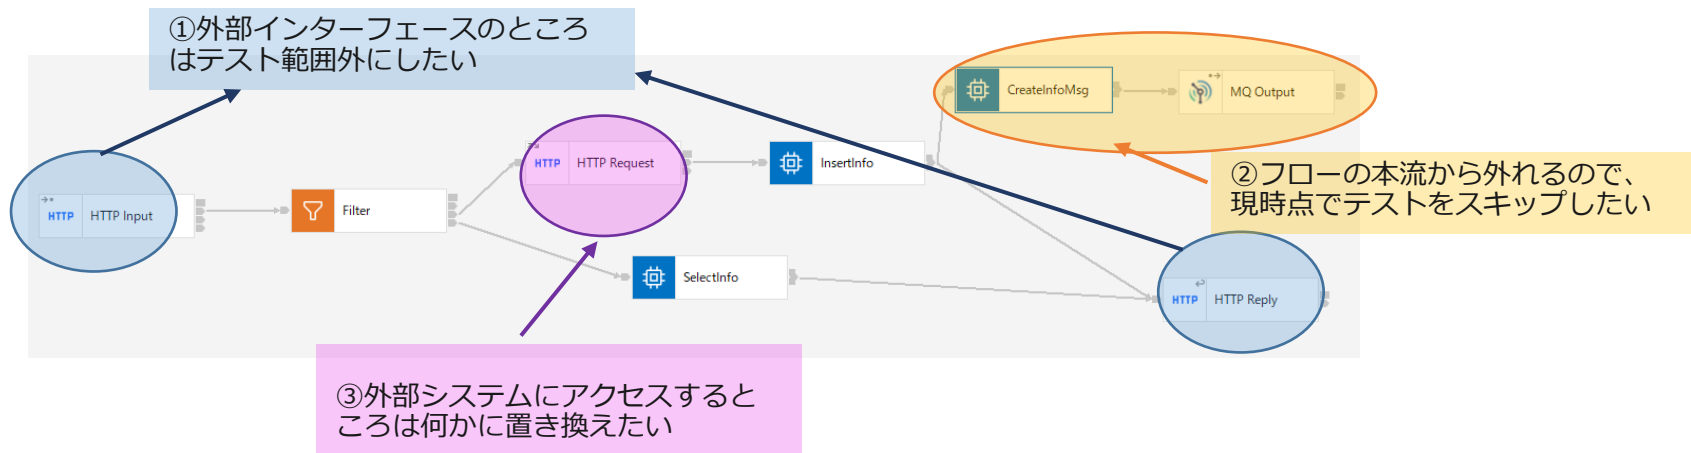 ①外部インターフェースのところ
はテスト範囲外にしたい
CreateInfoMsg
MQ Output
HTTP
HTTP Request
InsertInfo
②フローの本流から外れるので、
現時点でテストをスキップしたい
HTTP
HTTP Input
Filter
SelectInfo
HTTP
HTTP Reply
③外部システムにアクセスすると
ころは何かに置き換えたい